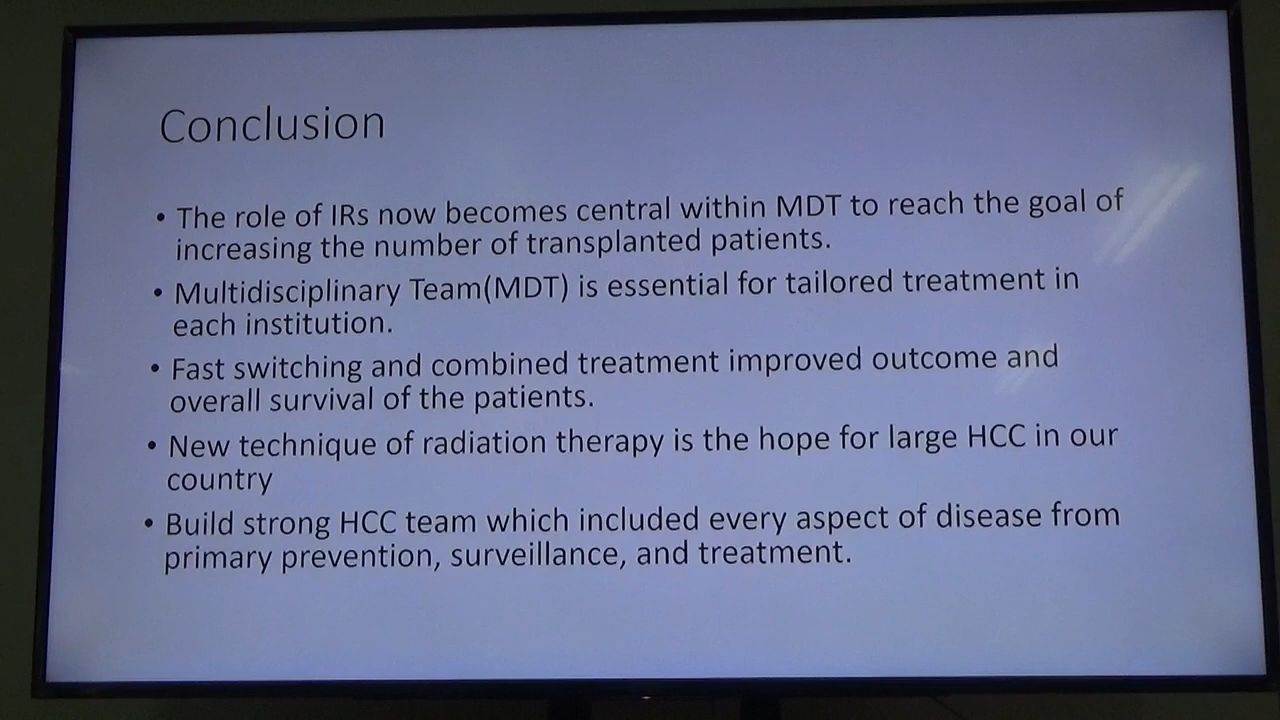 Conclusion
• The role of IRs now becomes central within MDT to reach the goal of
increasing the number of transplanted patients.
• Multidisciplinary Team(MDT) is essential for tailored treatment in
each institution.
• Fast switching and combined treatment improved outcome and
overall survival of the patients.
• New technique of radiation therapy is the hope for large HCC in our
country
• Build strong HCC team which included every aspect of disease from
primary prevention, surveillance, and treatment.